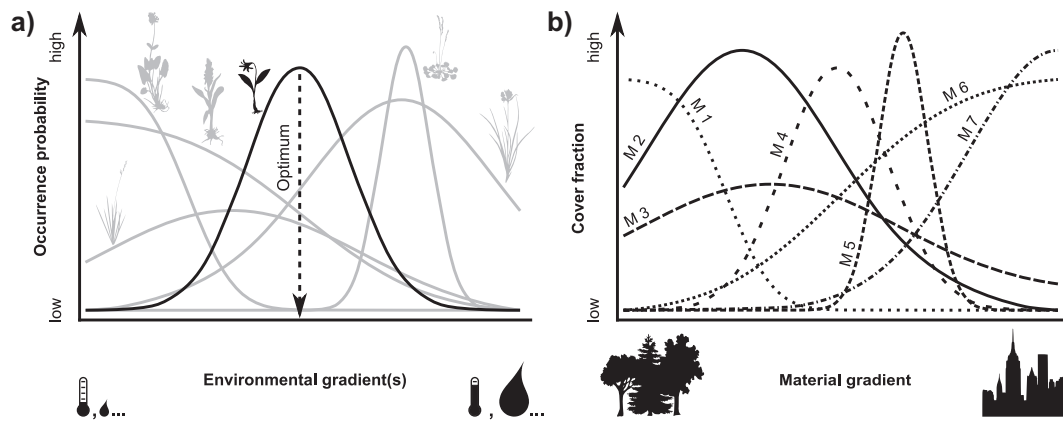 a)
high
Occurrence probability
low
Optimum
Environmental gradient(s)
, ...
, ...
b)
high
Cover fraction
low
M 1
M 2
M 3
M 4
M 5
M 6
M 7
Material gradient